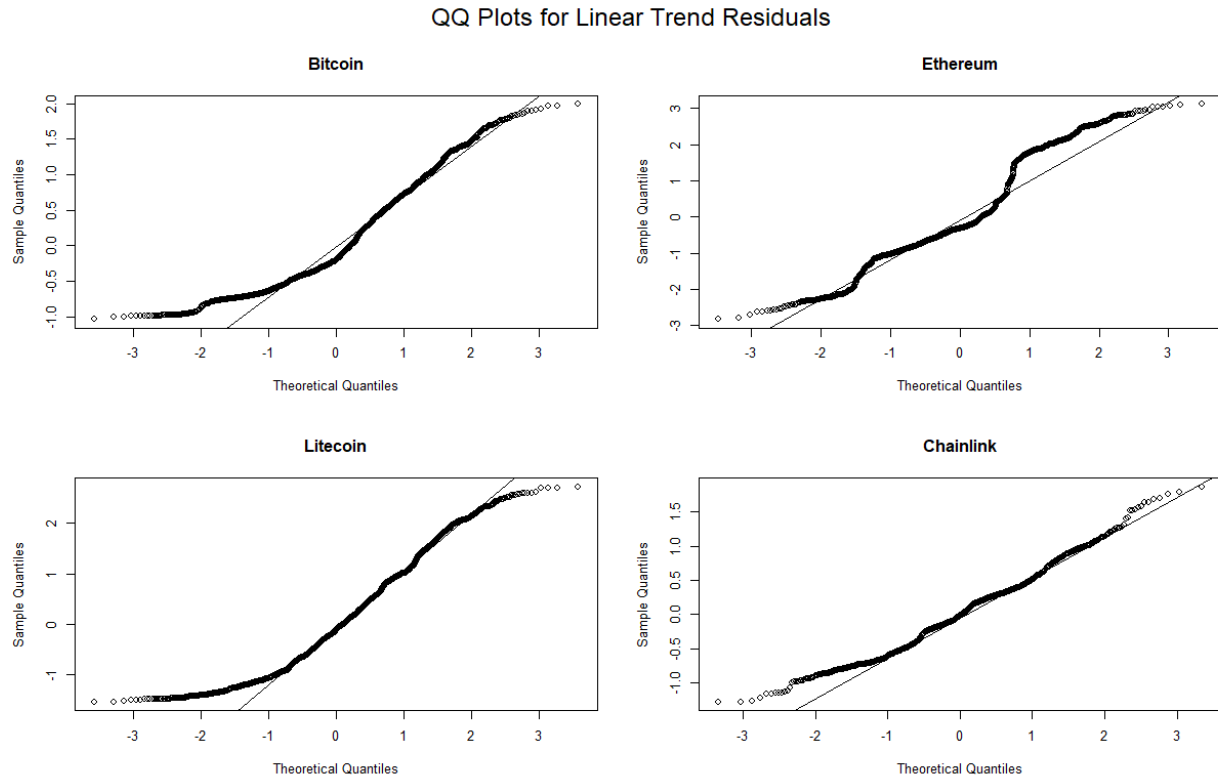 QQ Plots for Linear Trend Residuals
Bitcoin
Sample Quantiles
2.0
1.5
1.0
0.5
0.0
-0.5
-1.0
-3 -2 -1 0 1 2 3
Theoretical Quantiles
Ethereum
Sample Quantiles
3
2
1
0
-1
-2
-3
-3 -2 -1 0 1 2 3
Theoretical Quantiles
Litecoin
Sample Quantiles
2
1
0
-1
-3 -2 -1 0 1 2 3
Theoretical Quantiles
Chainlink
Sample Quantiles
1.5
1.0
0.5
0.0
-0.5
-1.0
-3 -2 -1 0 1 2 3
Theoretical Quantiles